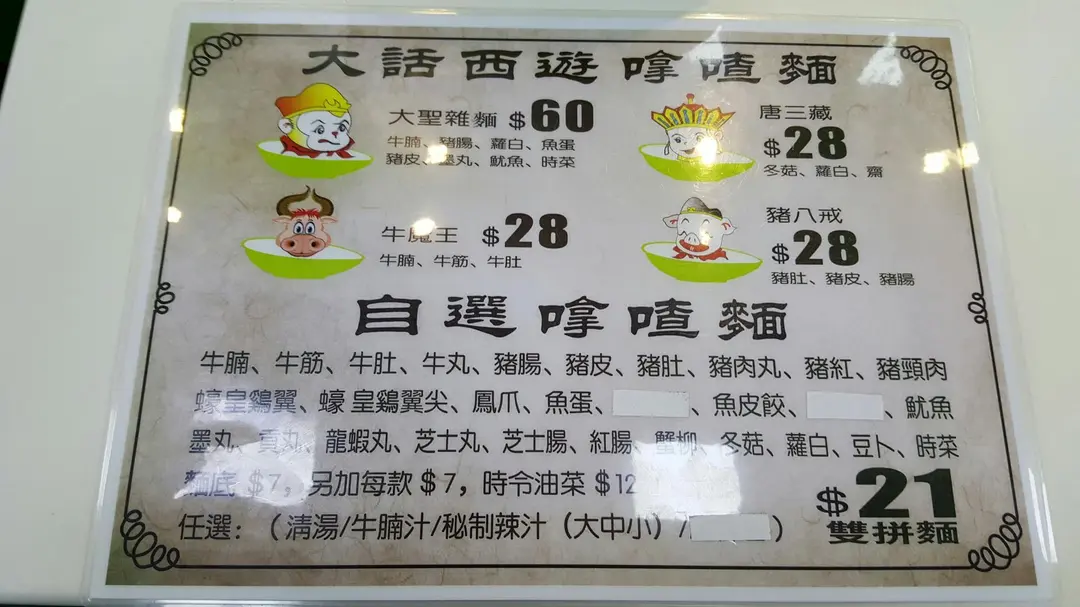 大話西遊嗱喳麵
大聖雜麵 $60
牛腩、豬腸、蘿白、魚蛋
豬皮、墨丸、魷魚、時菜
唐三藏
$28
冬菇、蘿白、齋
牛魔王 $28
牛腩、牛筋、牛肚
豬八戒
$28
豬肚、豬皮、豬腸
自選嗱喳麵
牛腩、牛筋、牛肚、牛丸、豬腸、豬皮、豬肚、豬肉丸、豬紅、豬頸肉
蠔皇鷄翼、蠔皇鷄翼尖、鳳爪、魚蛋、、魚皮餃、、魷魚
墨丸、貢丸、龍蝦丸、芝士丸、芝士腸、紅腸、蟹柳、冬菇、蘿白、豆卜、時菜
麵底 $7，另加每款 $7，時令油菜 $12
任選：（清湯/牛腩汁/秘制辣汁（大中小）/）
$21
雙拼麵